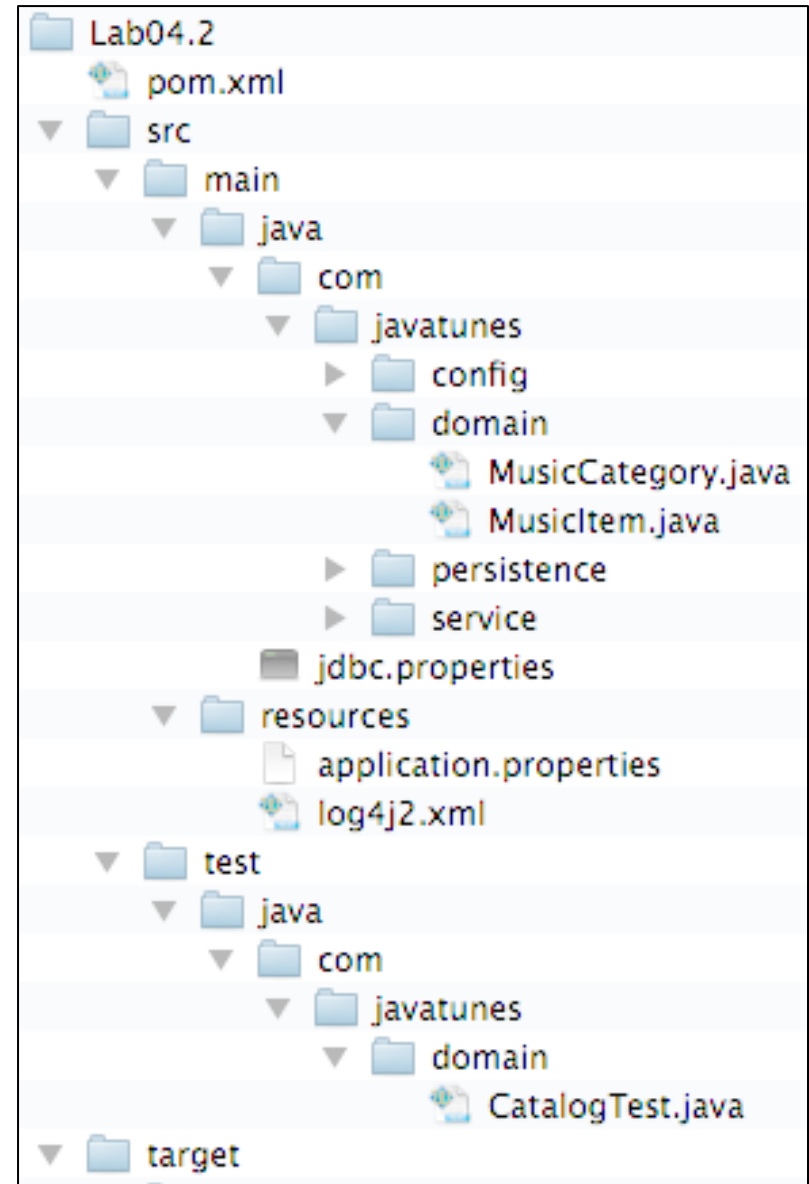 Lab04.2
pom.xml
src
main
java
com
javatunes
config
domain
MusicCategory.java
MusicItem.java
persistence
service
jdbc.properties
resources
application.properties
log4j2.xml
test
java
com
javatunes
domain
CatalogTest.java
target